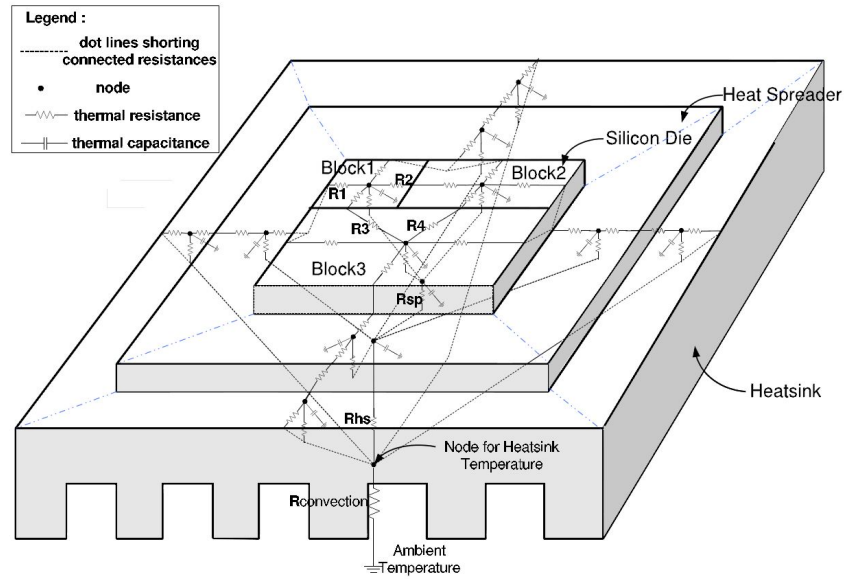 Legend :
dot lines shorting
connected resistances
node
thermal resistance
thermal capacitance
Heat Spreader
Silicon Die
Block1
R2
Block2
R1
R3
R4
Block3
Rsp
Heatsink
Rhs
Node for Heatsink
Temperature
Rconvection
Ambient
Temperature